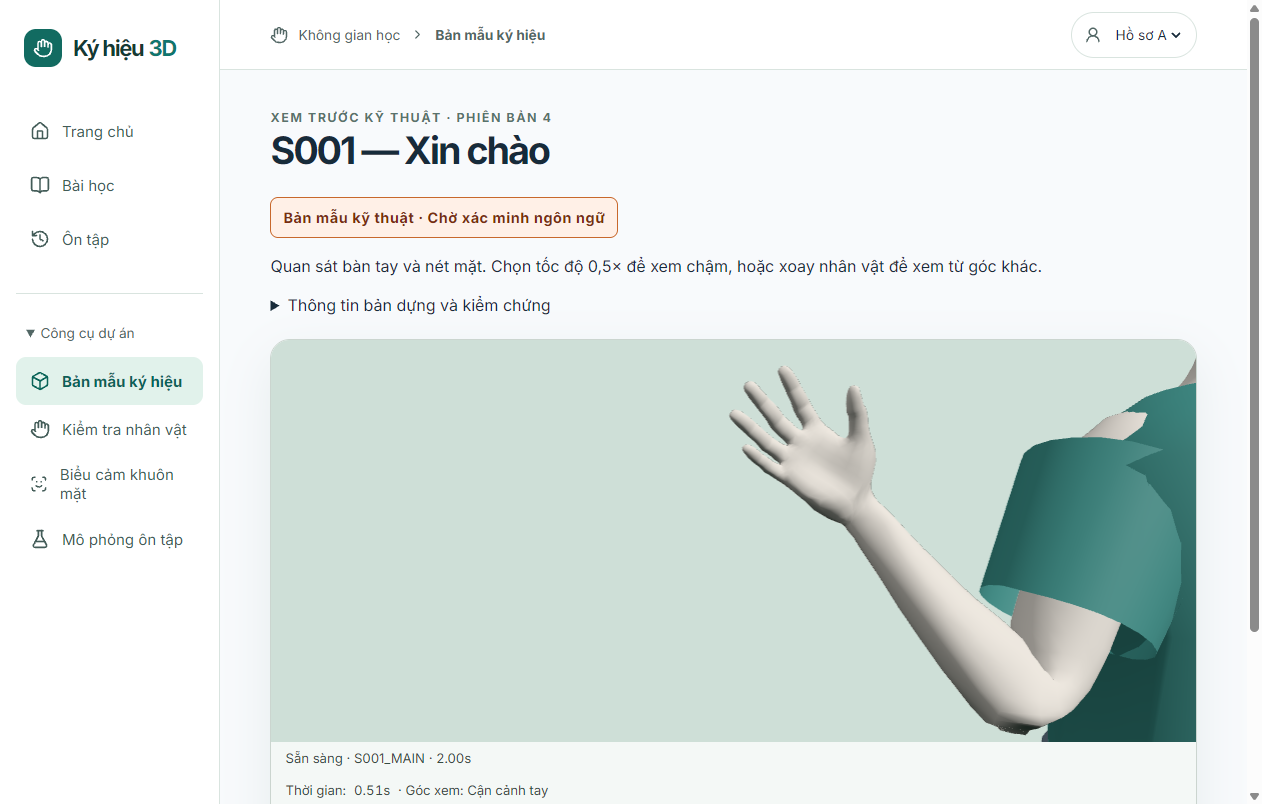 Ký hiệu 3D
Không gian học
Bản mẫu ký hiệu
Hồ sơ A
Trang chủ
Bài học
Ôn tập
Công cụ dự án
Bản mẫu ký hiệu
Kiểm tra nhân vật
Biểu cảm khuôn
mặt
Mô phỏng ôn tập
XEM TRƯỚC KỸ THUẬT · PHIÊN BẢN 4
S001 — Xin chào
Bản mẫu kỹ thuật · Chờ xác minh ngôn ngữ
Quan sát bàn tay và nét mặt. Chọn tốc độ 0,5× để xem chậm, hoặc xoay nhân vật để xem từ góc khác.
Thông tin bản dựng và kiểm chứng
Sẵn sàng · S001_MAIN · 2.00s
Thời gian: 0.51s · Góc xem: Cận cảnh tay